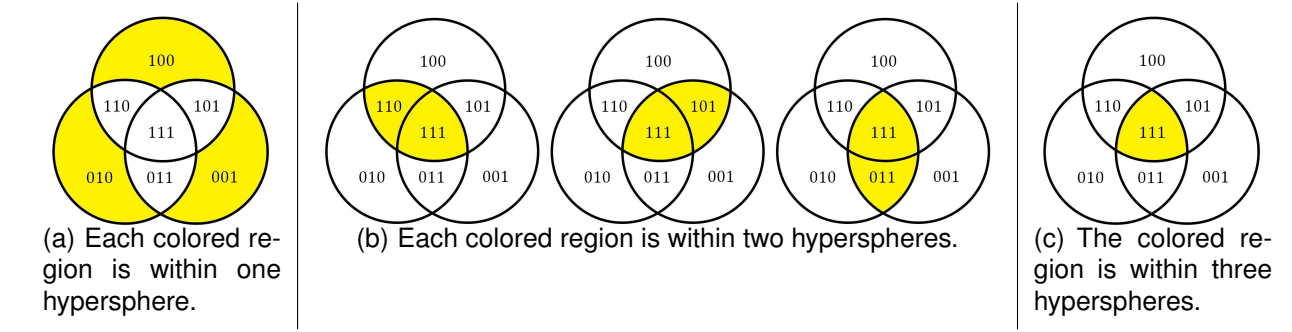 100
110 101
111
010 011 001
(a) Each colored re-
gion is within one
hypersphere.
100
110 101
111
010 011 001
100
110 101
111
010 011 001
100
110 101
111
010 011 001
(b) Each colored region is within two hyperspheres.
100
110 101
111
010 011 001
(c) The colored re-
gion is within three
hyperspheres.